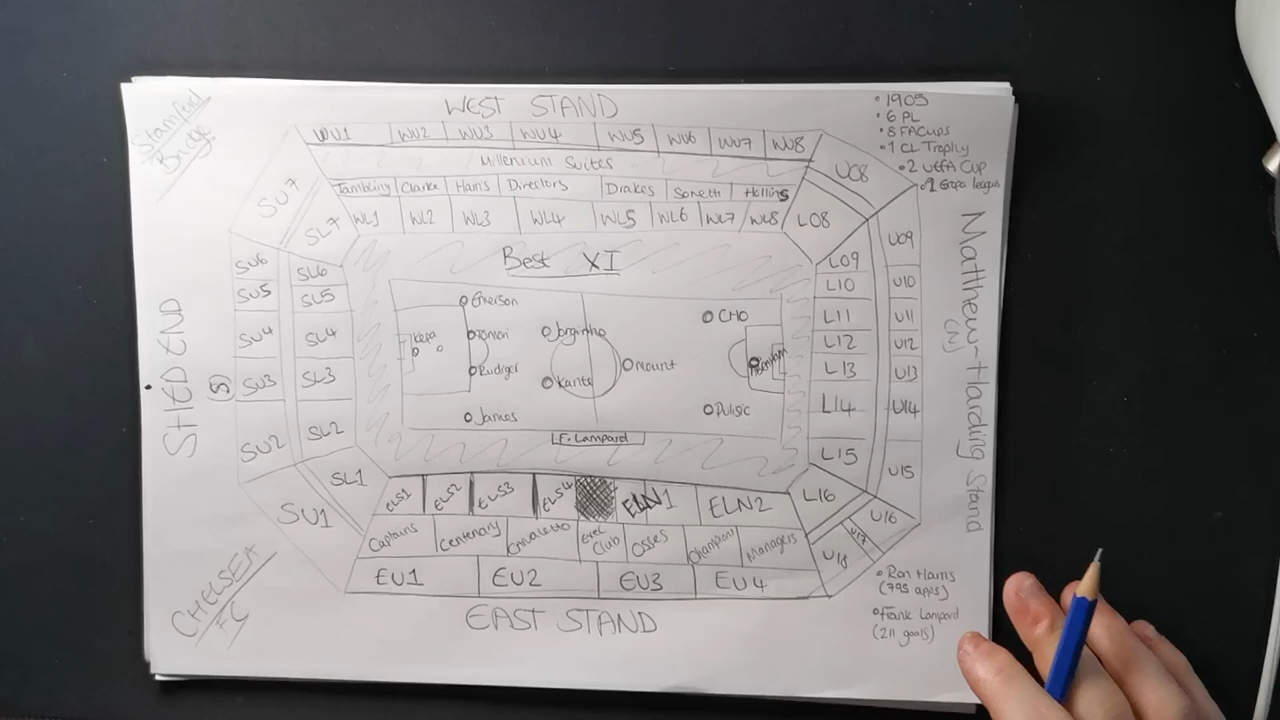 Stamford
Bridge
WEST STAND
• 1905
• 6 PL
• 8 FA Cups
• 1 CL Trophy
• 2 UEFA Cup
WU1 WU2 WU3 WU4 WU5 WU6 WU7 WU8
Millenium Suites
Tambling Clarke Harris Directors Drakes Sonetti Hollins
WL1 WL2 WL3 WL4 WL5 WL6 WL7 WL8
SU7
SL7
UO8
LO8
Best XI
SU6 SL6
SU5 SL5
SU4 SL4
SU3 SL3
SU2 SL2
SL1
SU1
SHED END
(S)
LO9 UO9
L10 U10
L11 U11
L12 U12
L13 U13
L14 U14
L15 U15
L16 U16
U17
U18
Matthew-Harding Stand
(N)
Emerson
Kepa
Tomori
Rudiger
James
Jorginho
Kante
Mount
CHO
Pulisic
F. Lampard
ELS1 ELS2 ELS3 ELS4 ELN1 ELN2
Captains Centenary Exec Club Osses Champions Managers
EU1 EU2 EU3 EU4
EAST STAND
CHELSEA
FC
• Ron Harris
(795 apps)
• Frank Lampard
(211 goals)